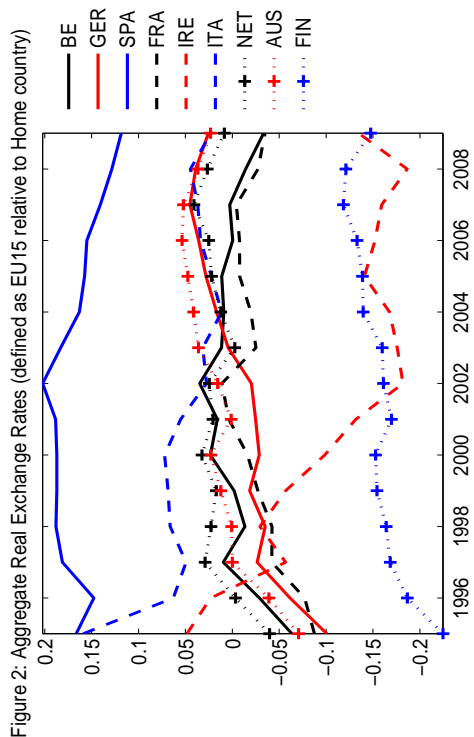 Figure 2: Aggregate Real Exchange Rates (defined as EU15 relative to Home country)
0.2
0.15
0.1
0.05
0
−0.05
−0.1
−0.15
−0.2
1996
1998
2000
2002
2004
2006
2008
BE
GER
SPA
FRA
IRE
ITA
NET
AUS
FIN